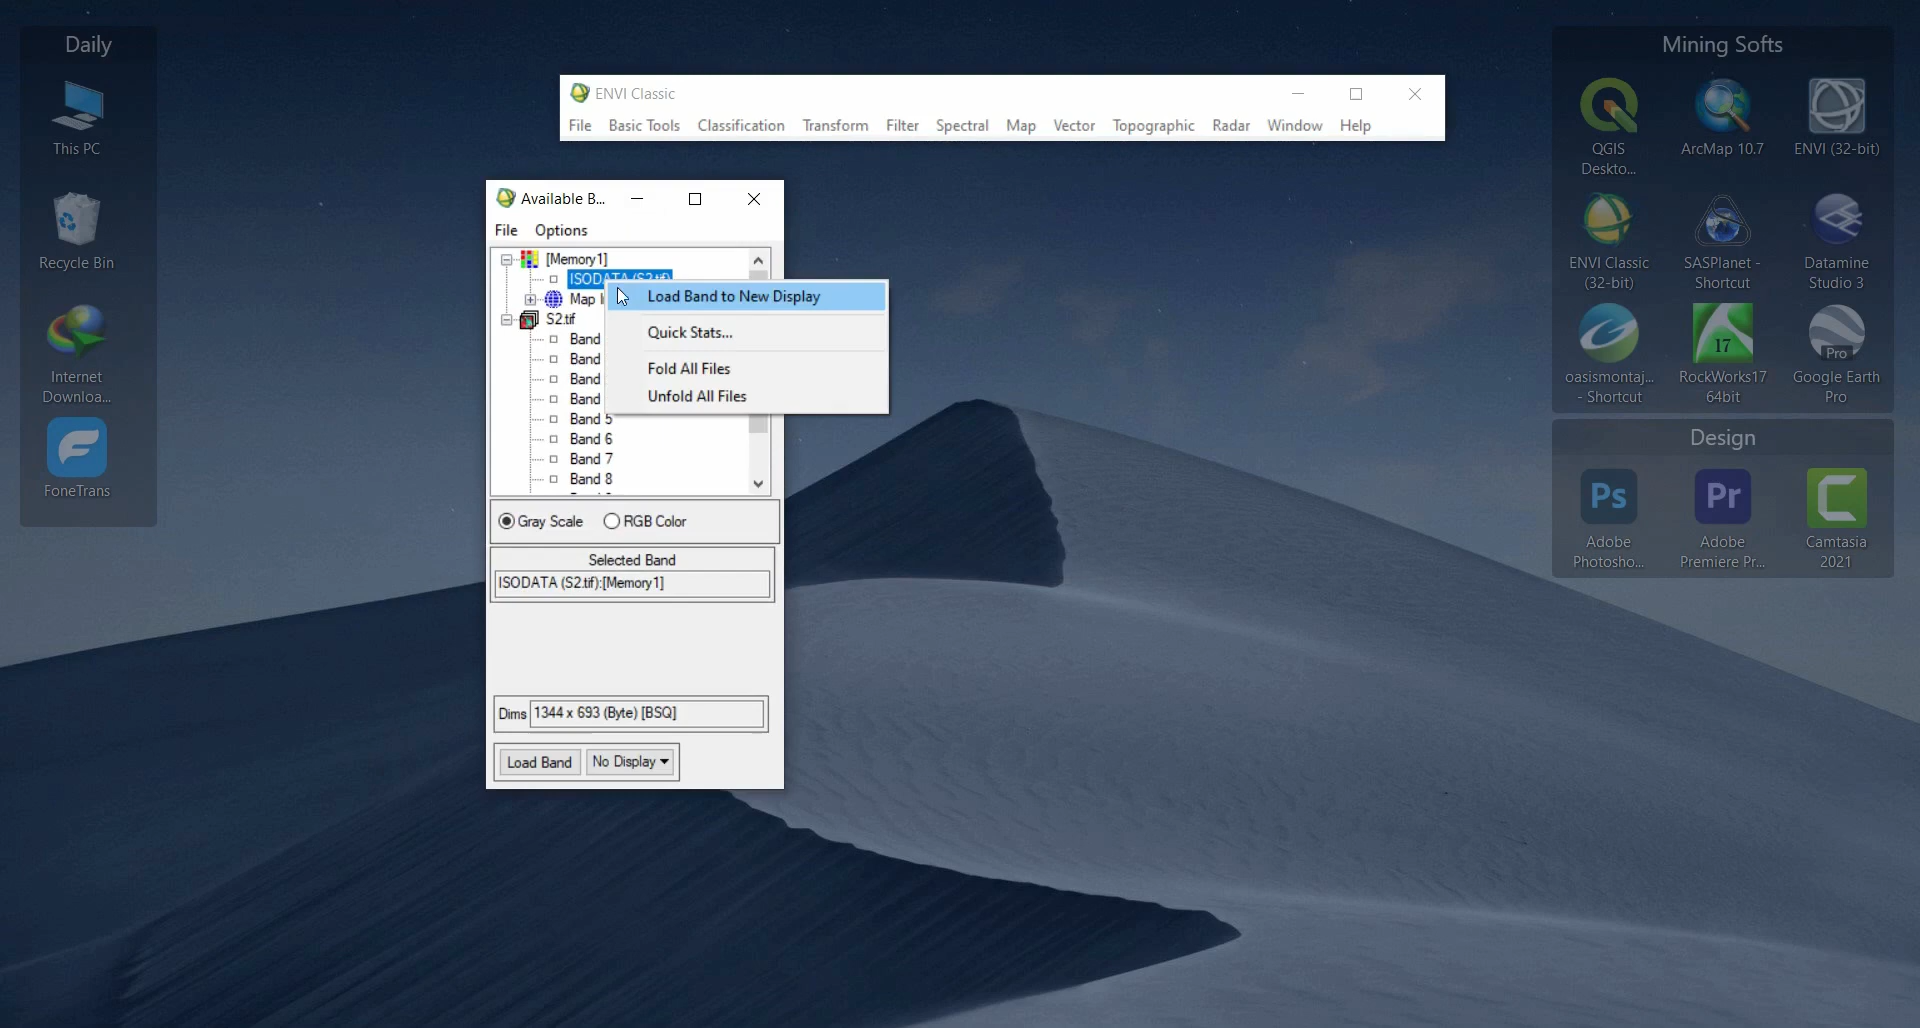 Daily
This PC
Recycle Bin
Internet
Downloa...
FoneTrans
ENVI Classic
File Basic Tools Classification Transform Filter Spectral Map Vector Topographic Radar Window Help
Available B...
File Options
[Memory1]
ISODATA (S2.tif)
Map
S2.tif
Band
Band
Band
Band
Band 5
Band 6
Band 7
Band 8
Load Band to New Display
Quick Stats...
Fold All Files
Unfold All Files
Gray Scale RGB Color
Selected Band
ISODATA (S2.tif):[Memory1]
Dims 1344 x 693 (Byte) [BSQ]
Load Band No Display
Mining Softs
QGIS
Deskto...
ArcMap 10.7
ENVI (32-bit)
ENVI Classic
(32-bit)
SASPlanet -
Shortcut
Datamine
Studio 3
oasismontaj...
- Shortcut
17
RockWorks17
64bit
Pro
Google Earth
Pro
Design
Ps
Adobe
Photosho...
Pr
Adobe
Premiere Pr...
Camtasia
2021